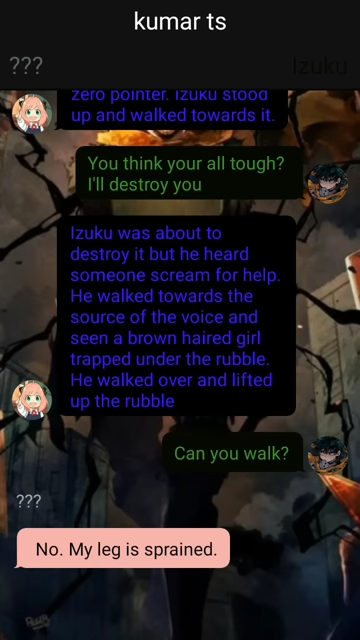 kumar ts
???
Izuku
zero pointer. Izuku stood
up and walked towards it.
You think your all tough?
I'll destroy you
Izuku was about to
destroy it but he heard
someone scream for help.
He walked towards the
source of the voice and
seen a brown haired girl
trapped under the rubble.
He walked over and lifted
up the rubble
Can you walk?
???
No. My leg is sprained.